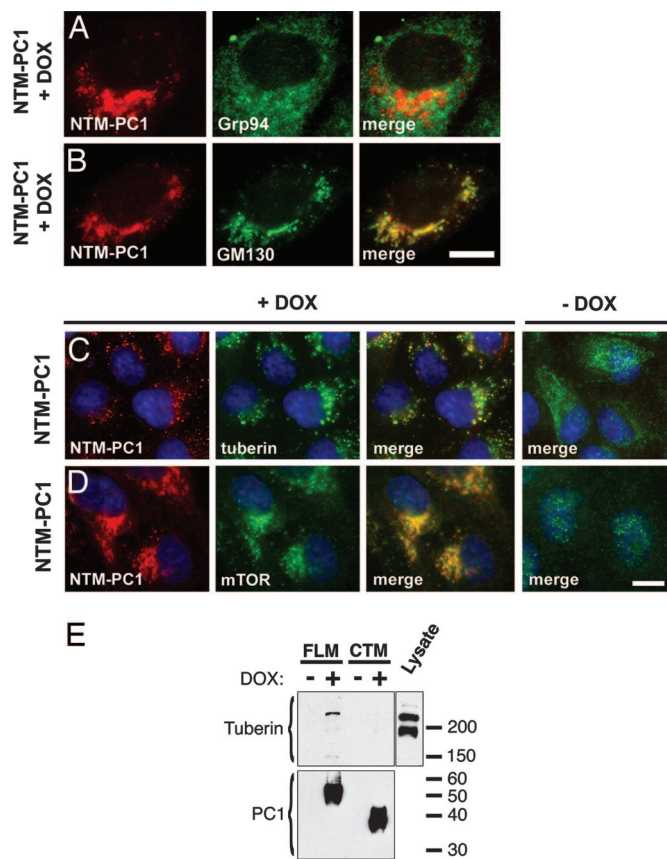 A
NTM-PC1
+ DOX
NTM-PC1
Grp94
merge
B
NTM-PC1
+ DOX
NTM-PC1
GM130
merge
+ DOX
- DOX
C
NTM-PC1
NTM-PC1
tuberin
merge
merge
D
NTM-PC1
NTM-PC1
mTOR
merge
merge
E
FLM
CTM
Lysate
DOX:
- + - +
Tuberin
200
150
PC1
60
50
40
30